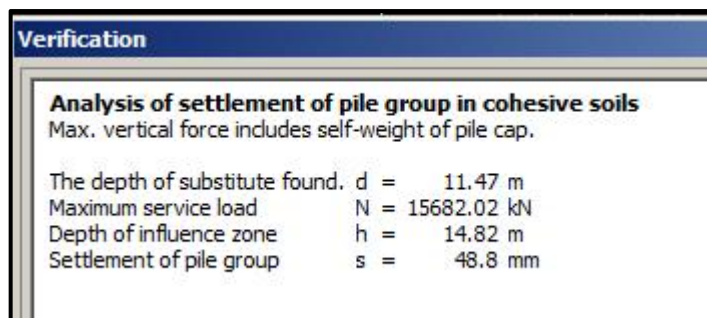 Verification
Analysis of settlement of pile group in cohesive soils
Max. vertical force includes self-weight of pile cap.
The depth of substitute found. d = 11.47 m
Maximum service load N = 15682.02 kN
Depth of influence zone h = 14.82 m
Settlement of pile group s = 48.8 mm